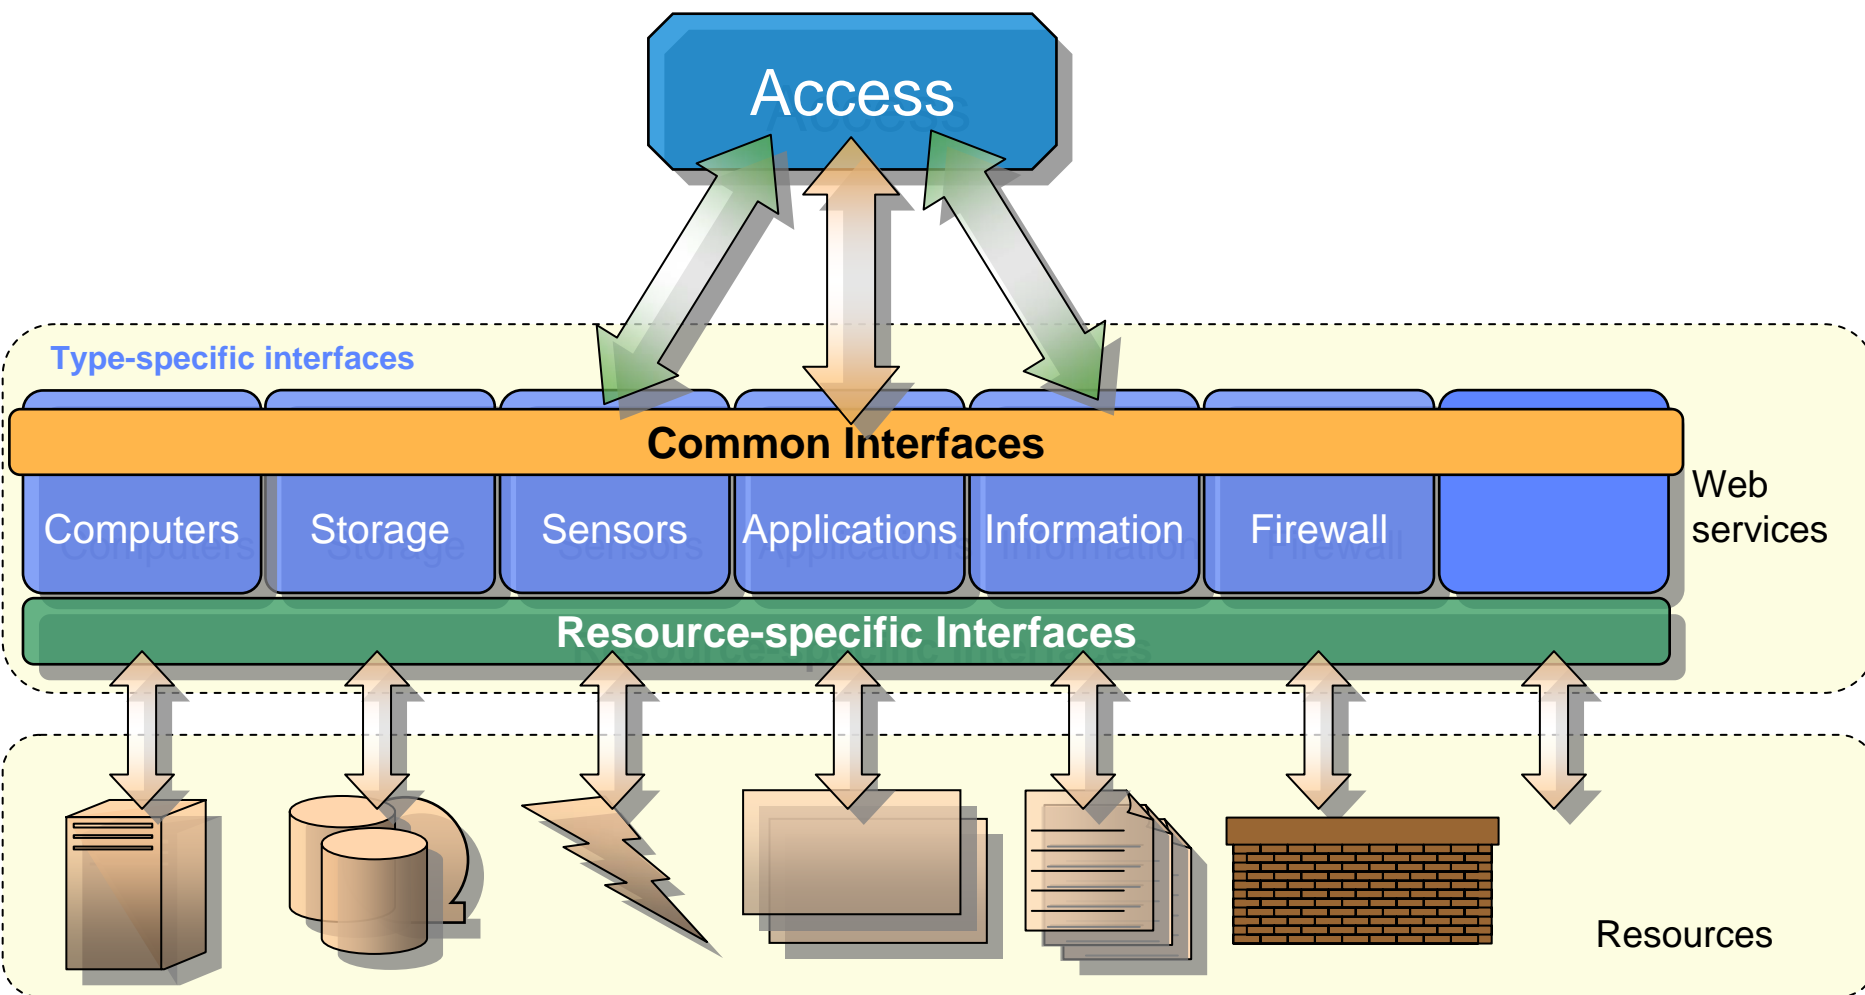 Access
Type-specific interfaces
Common Interfaces
Web
services
Computers
Storage
Sensors
Applications
Information
Firewall
Resource-specific Interfaces
Resources